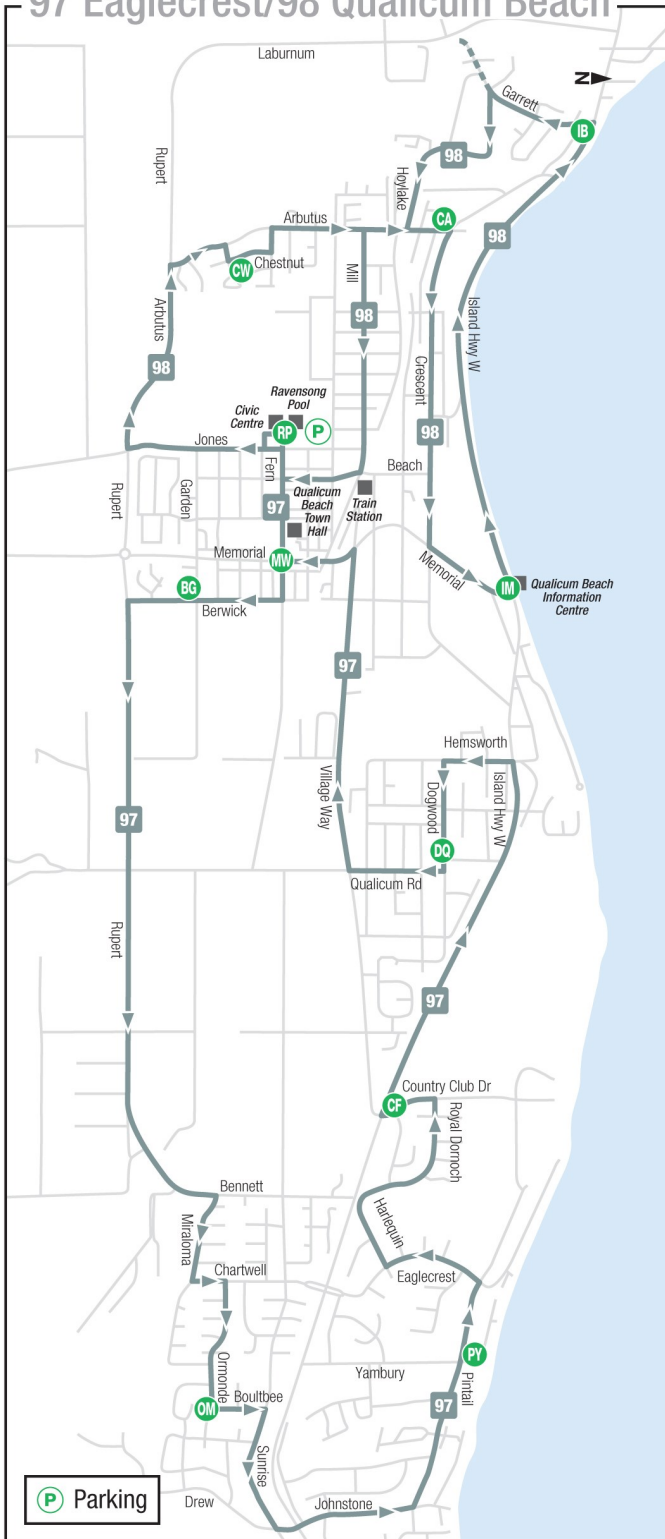 97 Eaglecrest/98 Qualicum Beach
Laburnum
N
Garrett
IB
Rupert
98
Hoylake
Arbutus
CA
98
CW
Chestnut
Mill
Island Hwy W
Arbutus
98
98
Crescent
Ravensong
Pool
Civic
Centre
RP
P
98
Jones
Fern
Beach
Rupert
Garden
97
Qualicum
Beach
Town
Hall
Train
Station
Memorial
MW
Memorial
BG
IM
Qualicum Beach
Information
Centre
Berwick
97
Hemsworth
Village Way
Dogwood
Island Hwy W
97
DQ
Qualicum Rd
Rupert
97
Country Club Dr
CF
Royal Dornoch
Bennett
Miraloma
Harlequin
Chartwell
Eaglecrest
Ormonde
PY
Yambury
Pintail
OM
Boultbee
97
Sunrise
P Parking
Drew
Johnstone